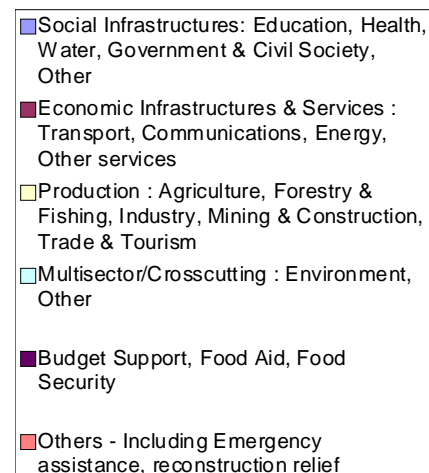 Social Infrastructures: Education, Health,
Water, Government & Civil Society,
Other
Economic Infrastructures & Services :
Transport, Communications, Energy,
Other services
Production : Agriculture, Forestry &
Fishing, Industry, Mining & Construction,
Trade & Tourism
Multisector/Crosscutting : Environment,
Other
Budget Support, Food Aid, Food
Security
Others - Including Emergency
assistance, reconstruction relief